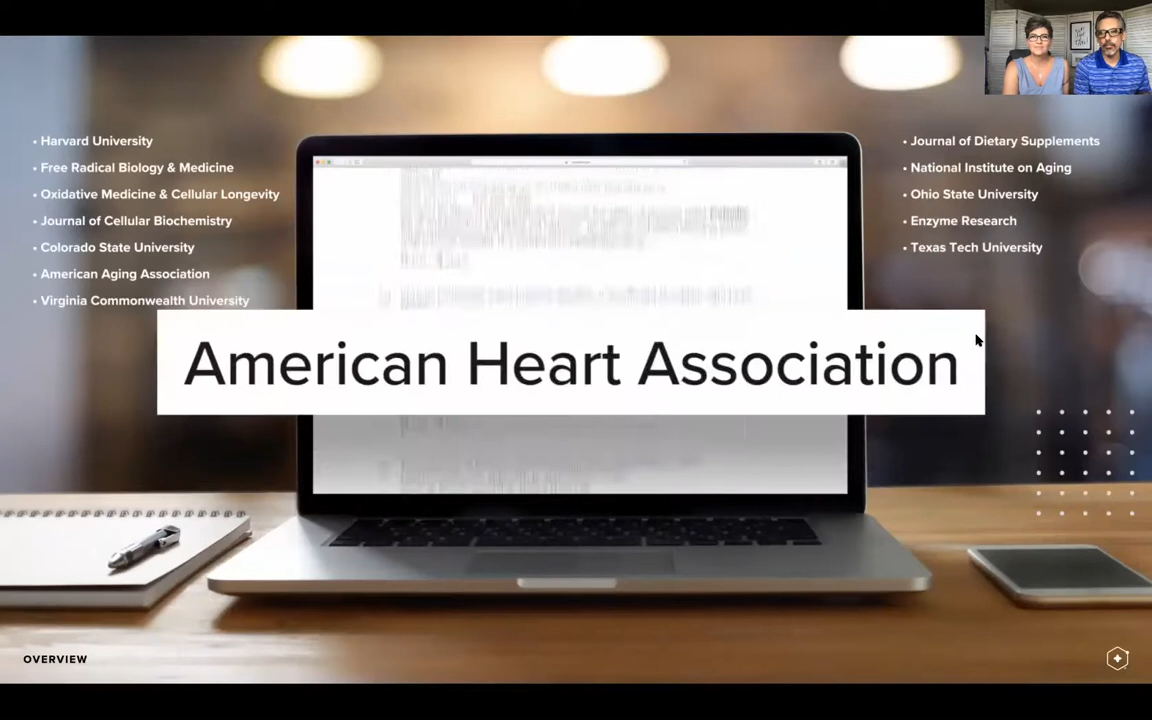 • Harvard University
• Free Radical Biology & Medicine
• Oxidative Medicine & Cellular Longevity
• Journal of Cellular Biochemistry
• Colorado State University
• American Aging Association
• Virginia Commonwealth University
• Journal of Dietary Supplements
• National Institute on Aging
• Ohio State University
• Enzyme Research
• Texas Tech University
American Heart Association
OVERVIEW